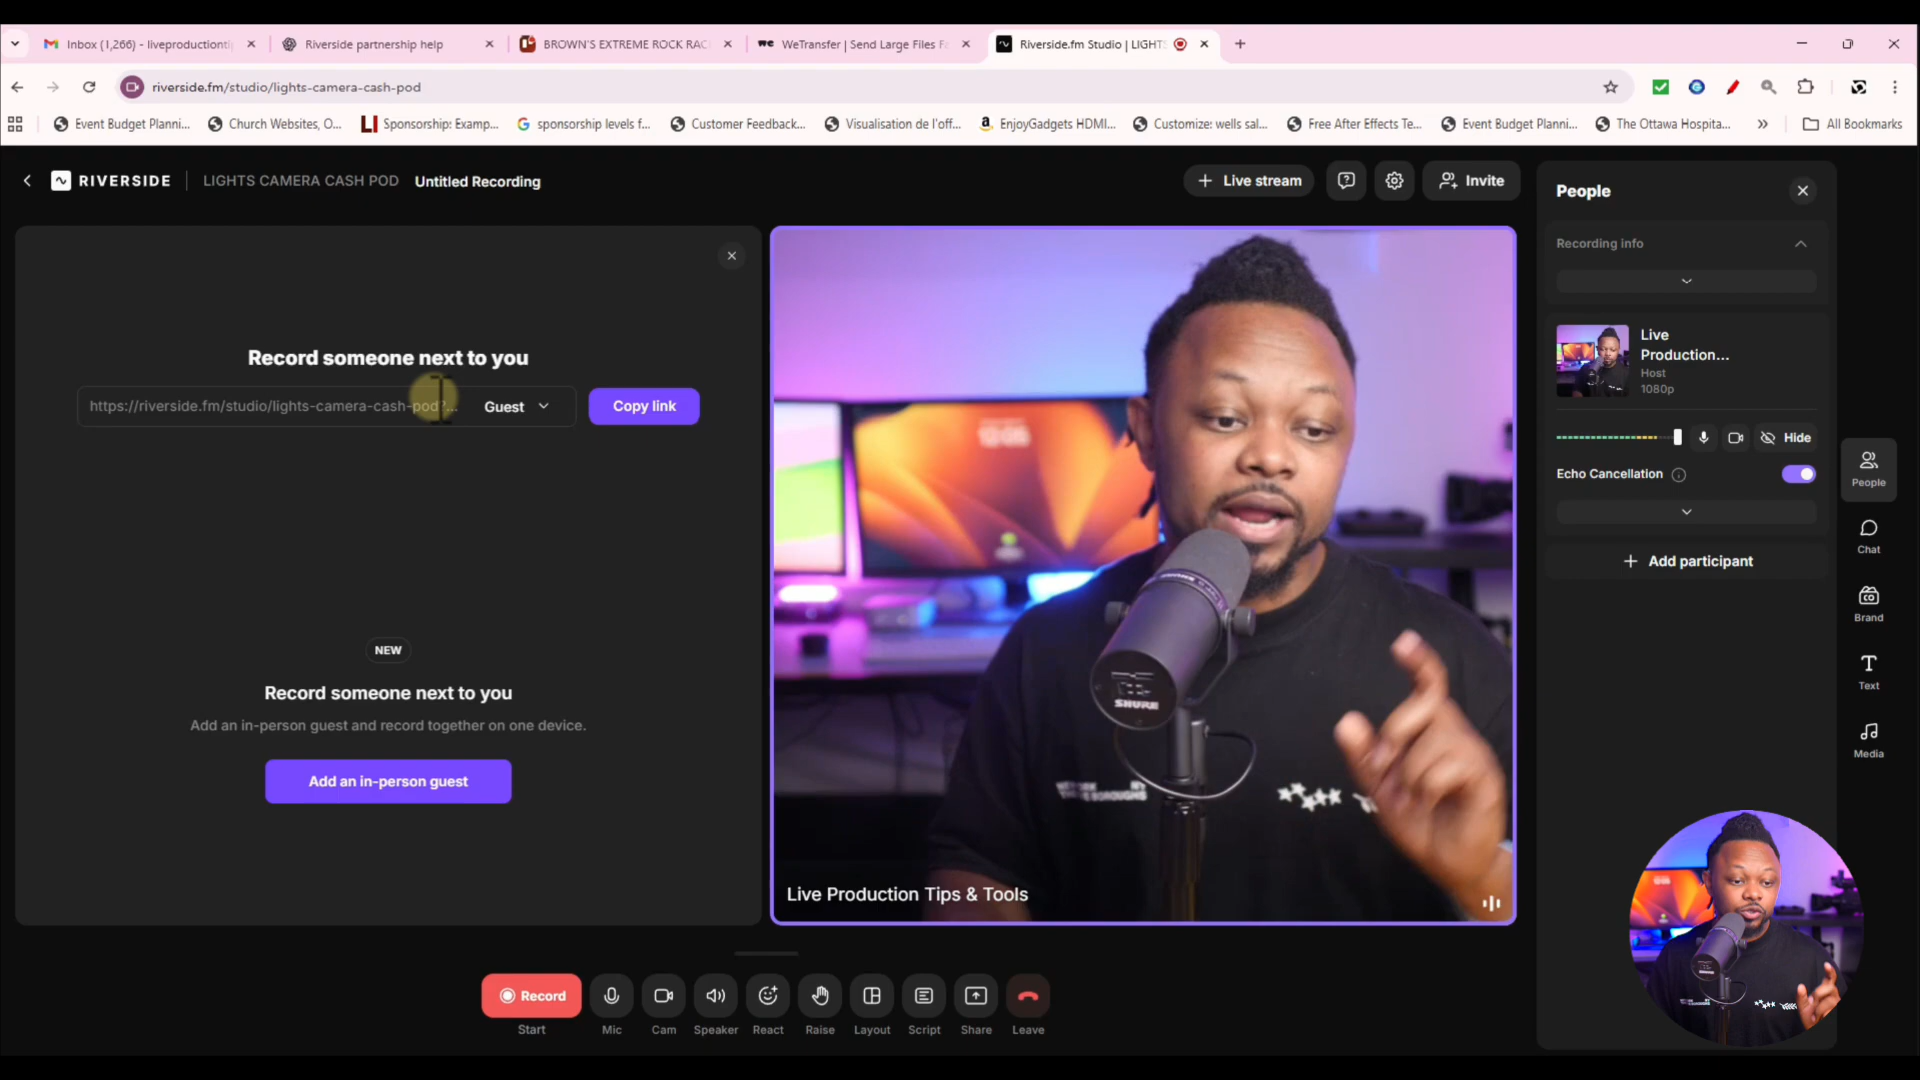 Inbox (1,266) - liveproductionti
Riverside partnership help
BROWN'S EXTREME ROCK RAC
WeTransfer | Send Large Files F
Riverside.fm Studio | LIGHTS
riverside.fm/studio/lights-camera-cash-pod
Event Budget Planni...
Church Websites, O...
Sponsorship: Examp...
sponsorship levels f...
Customer Feedback...
Visualisation de l'off...
EnjoyGadgets HDMI...
Customize: wells sal...
Free After Effects Te...
Event Budget Planni...
The Ottawa Hospita...
All Bookmarks
RIVERSIDE
LIGHTS CAMERA CASH POD
Untitled Recording
Live stream
Invite
Record someone next to you
https://riverside.fm/studio/lights-camera-cash-pod?...
Guest
Copy link
NEW
Record someone next to you
Add an in-person guest and record together on one device.
Add an in-person guest
12:05
SHURE
Live Production Tips & Tools
People
Recording info
Live
Production...
Host
1080p
Hide
Echo Cancellation
Add participant
People
Chat
Brand
Text
Media
Record
Start
Mic
Cam
Speaker
React
Raise
Layout
Script
Share
Leave